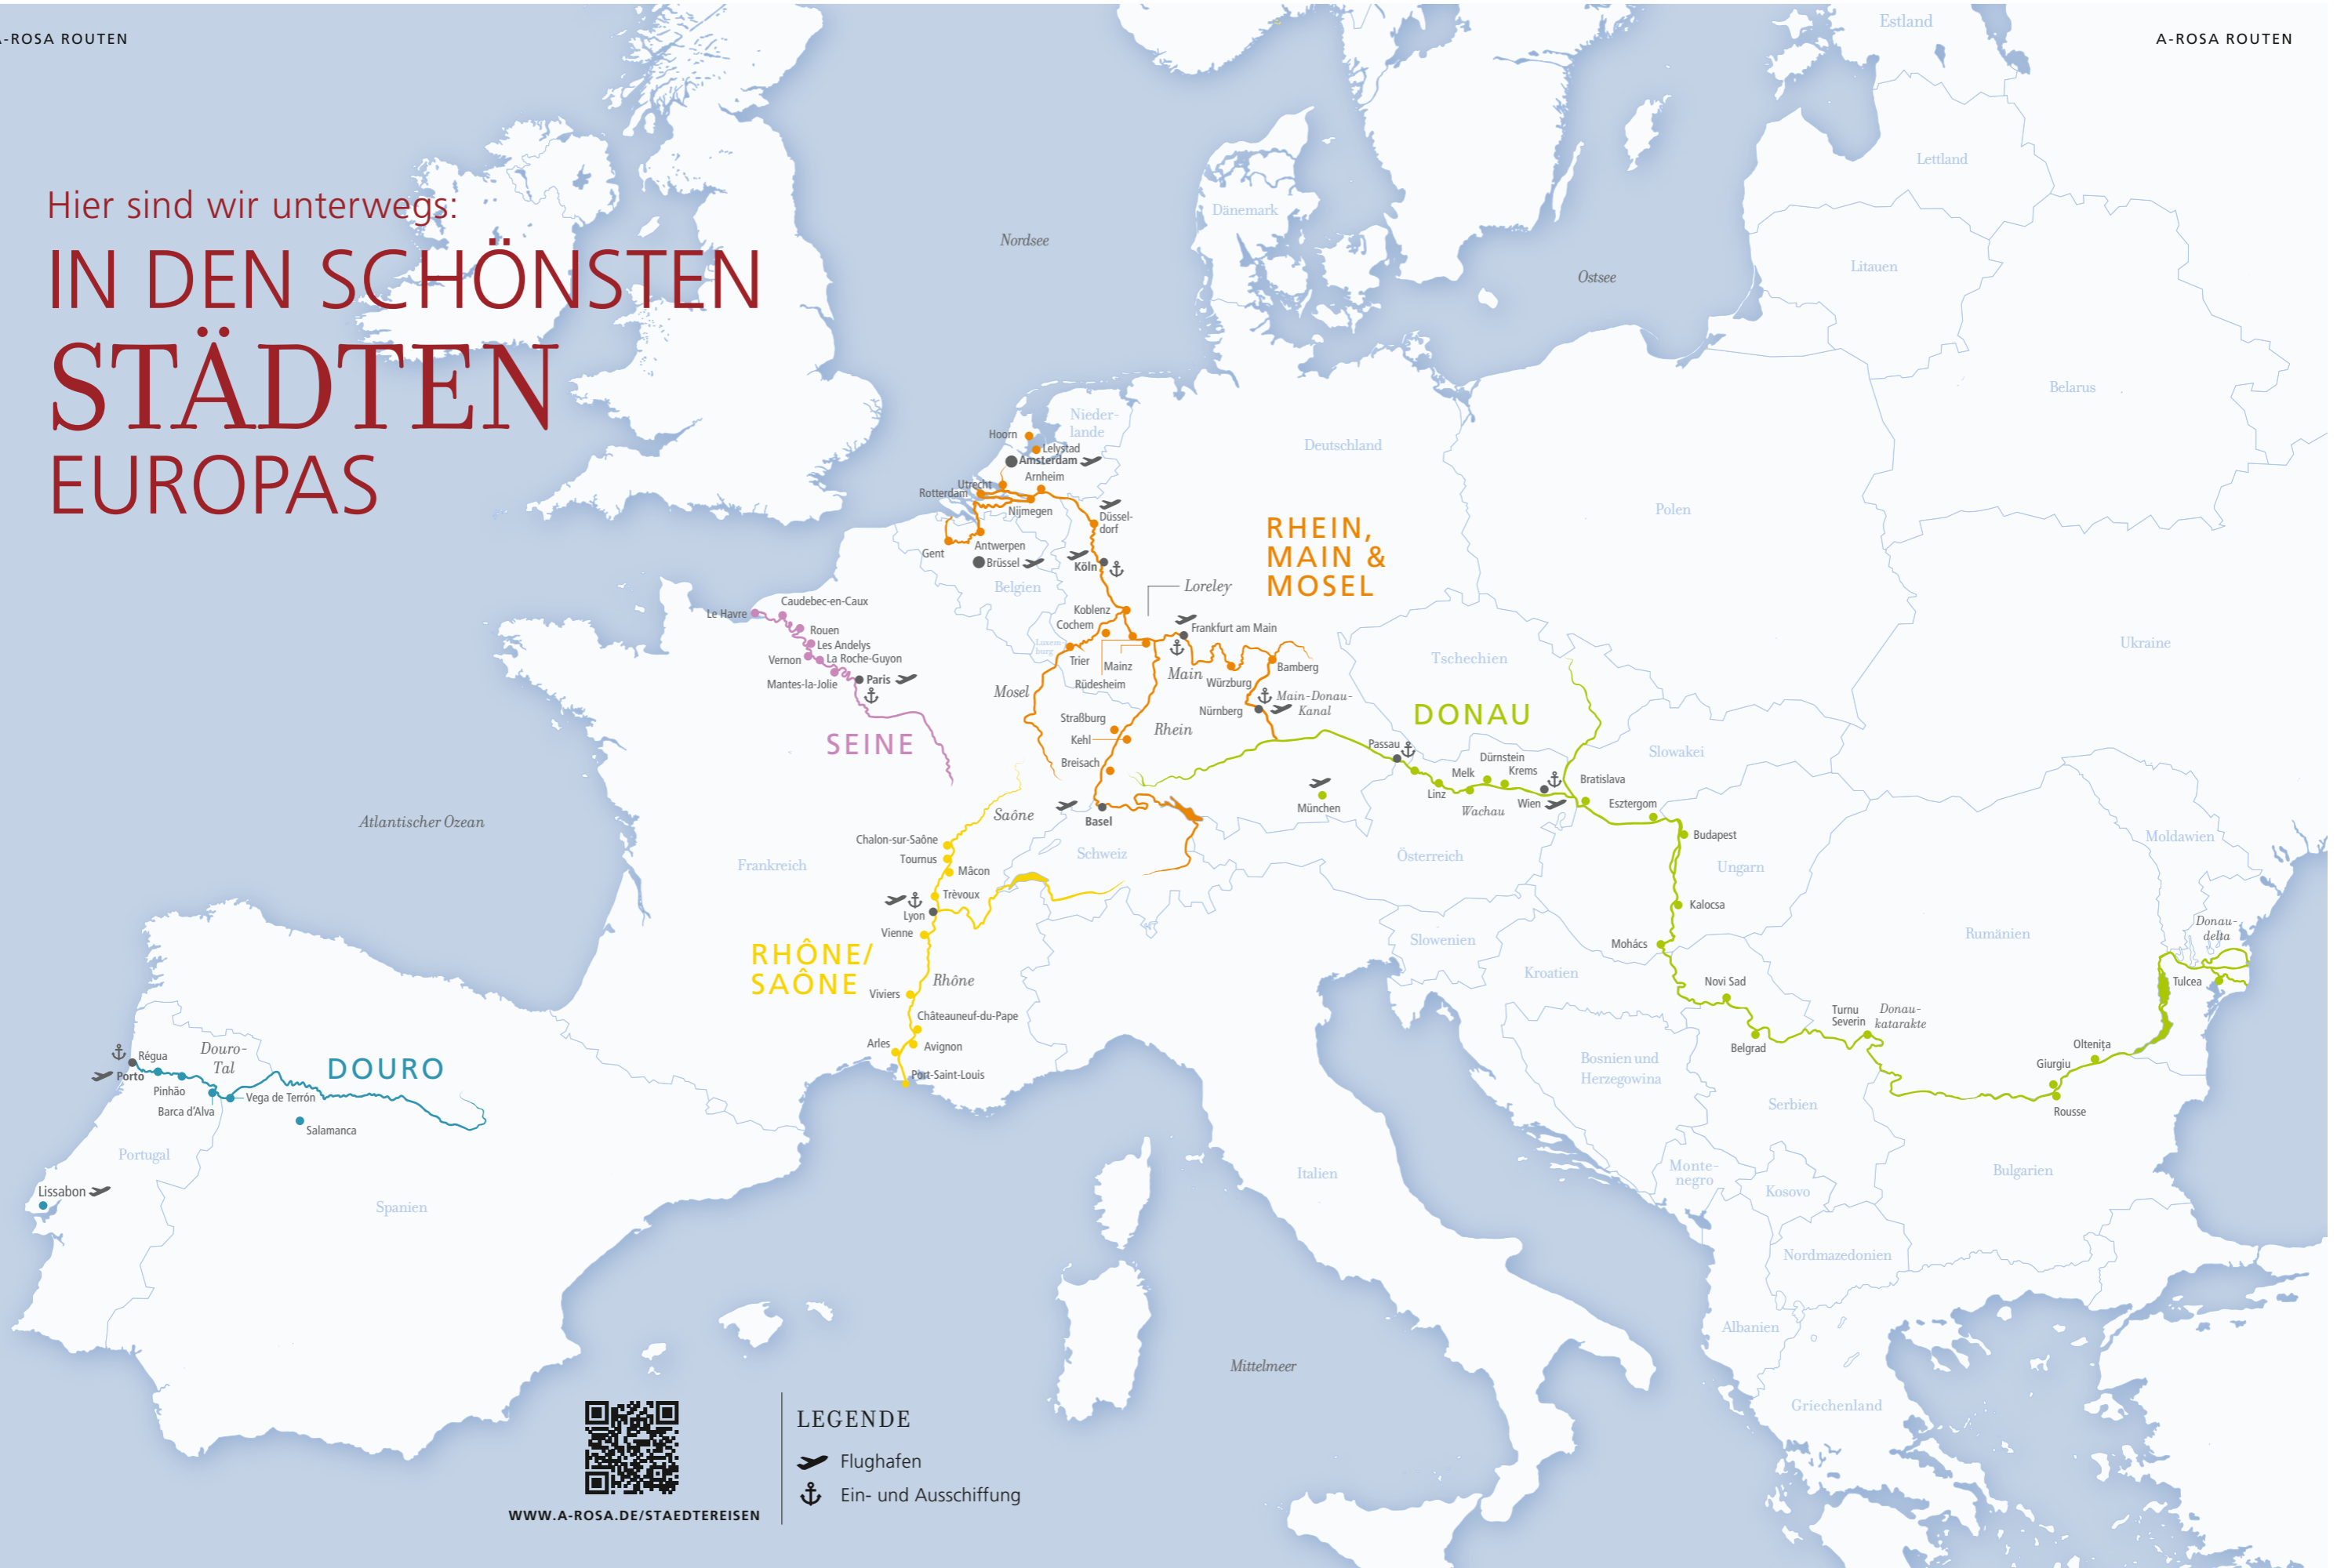 A-ROSA ROUTEN
A-ROSA ROUTEN
Hier sind wir unterwegs:
IN DEN SCHÖNSTEN
STÄDTEN
EUROPAS
Estland
Lettland
Litauen
Belarus
Dänemark
Nordsee
Ostsee
Nieder-
lande
Deutschland
Polen
Ukraine
Hoorn
Lelystad
Amsterdam
Arnheim
Utrecht
Rotterdam
Nijmegen
Düssel-
dorf
Gent
Antwerpen
Brüssel
Köln
Belgien
RHEIN,
MAIN &
MOSEL
Loreley
Koblenz
Cochem
Frankfurt am Main
Luxem-
burg
Trier
Mainz
Rüdesheim
Main
Würzburg
Bamberg
Mosel
Nürnberg
Main-Donau-
Kanal
Straßburg
Kehl
Rhein
Breisach
Basel
Le Havre
Caudebec-en-Caux
Rouen
Les Andelys
Vernon
La Roche-Guyon
Mantes-la-Jolie
Paris
SEINE
Tschechien
Slowakei
DONAU
Passau
Dürnstein
Melk
Krems
Linz
Wachau
Wien
Bratislava
Esztergom
München
Budapest
Österreich
Ungarn
Moldawien
Kalocsa
Mohács
Atlantischer Ozean
Frankreich
Schweiz
Saône
Chalon-sur-Saône
Tournus
Mâcon
Trèvoux
Lyon
Vienne
RHÔNE/
SAÔNE
Rhône
Viviers
Châteauneuf-du-Pape
Arles
Avignon
Port-Saint-Louis
Slowenien
Kroatien
Rumänien
Donau-
delta
Tulcea
Novi Sad
Belgrad
Turnu
Severin
Donau-
katarakte
Oltenița
Giurgiu
Rousse
Bosnien und
Herzegowina
Serbien
Monte-
negro
Kosovo
Bulgarien
Nordmazedonien
Albanien
Griechenland
Italien
Régua
Porto
Douro-
Tal
DOURO
Pinhão
Barca d'Alva
Vega de Terrón
Salamanca
Portugal
Lissabon
Spanien
Mittelmeer
LEGENDE
Flughafen
Ein- und Ausschiffung
WWW.A-ROSA.DE/STAEDTEREISEN